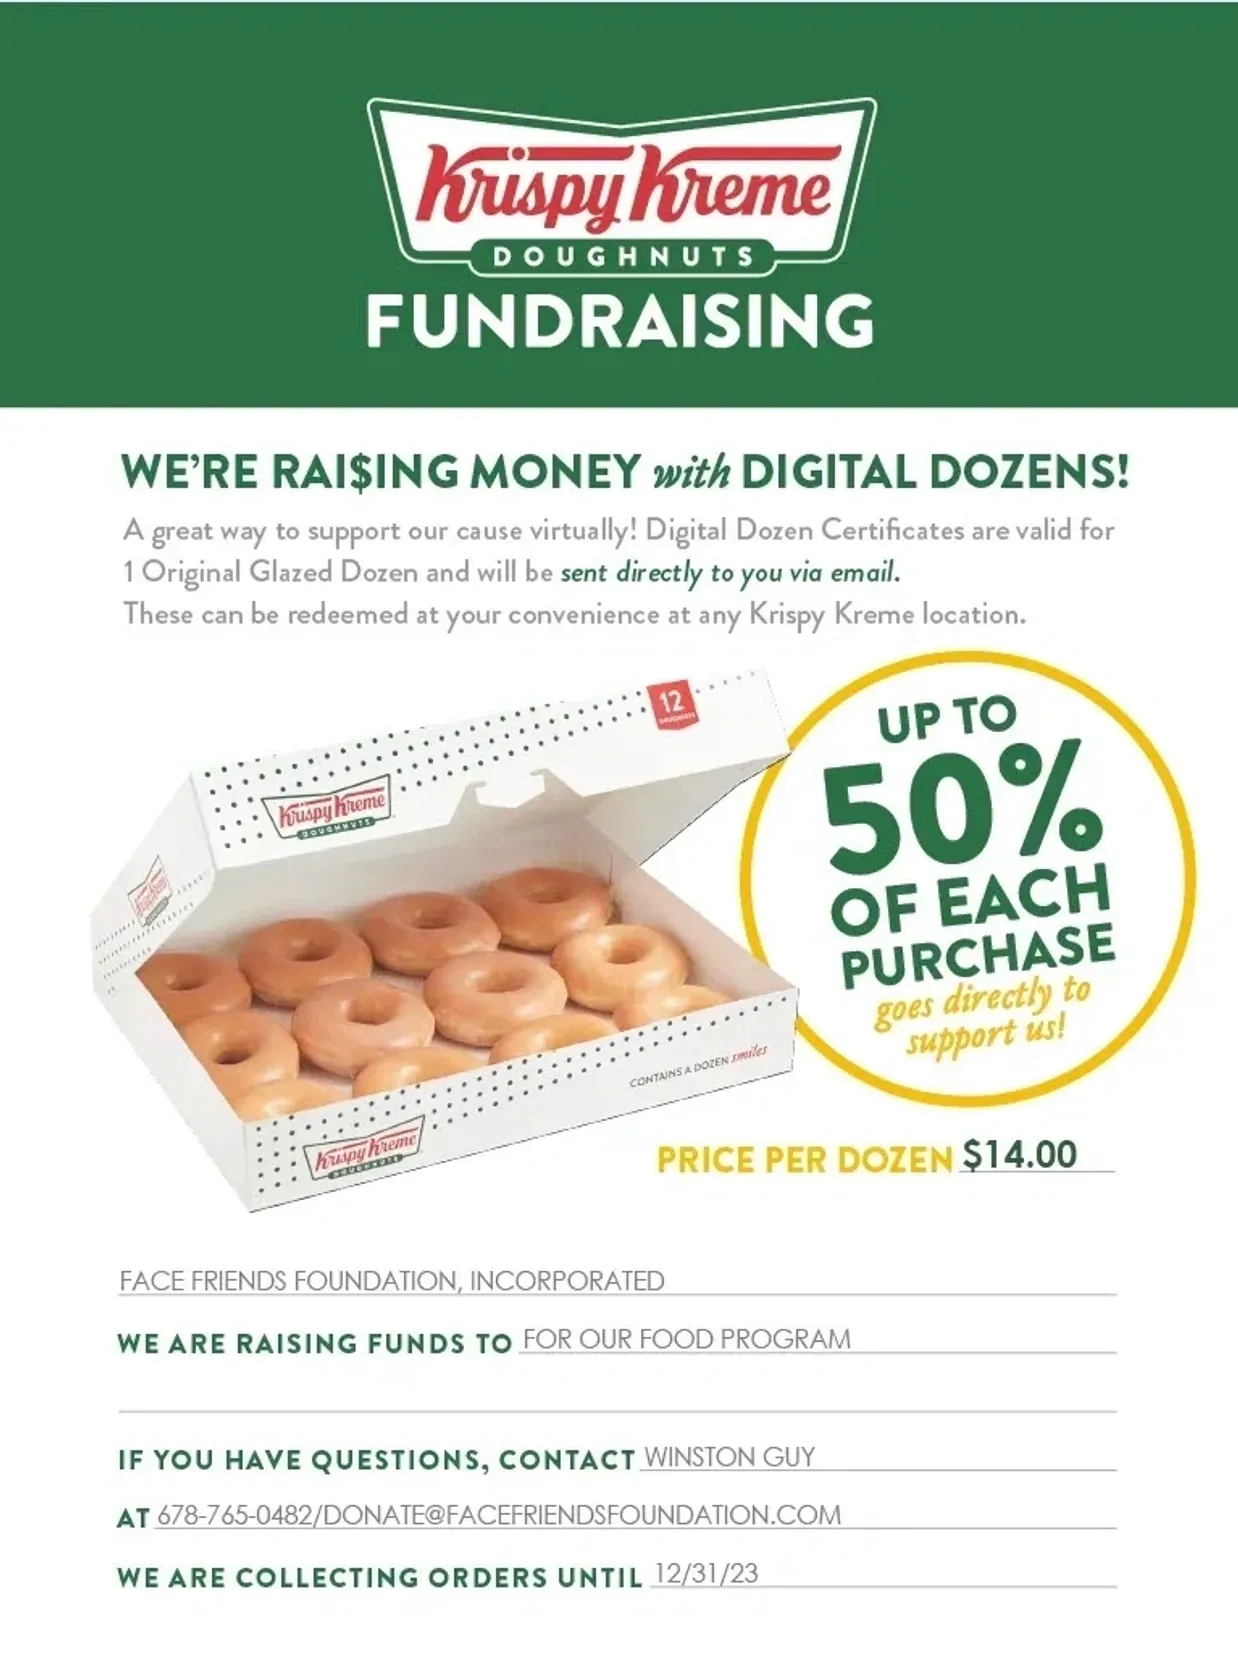 Krispy Kreme
DOUGHNUTS
FUNDRAISING
WE'RE RAI$ING MONEY with DIGITAL DOZENS!
A great way to support our cause virtually! Digital Dozen Certificates are valid for
1 Original Glazed Dozen and will be sent directly to you via email.
These can be redeemed at your convenience at any Krispy Kreme location.
12
DOUGHNUTS
Krispy Kreme
DOUGHNUTS
Krispy Kreme
CONTAINS A DOZEN smiles
Krispy Kreme
DOUGHNUTS
UP TO
50%
OF EACH
PURCHASE
goes directly to
support us!
PRICE PER DOZEN $14.00
FACE FRIENDS FOUNDATION, INCORPORATED
WE ARE RAISING FUNDS TO FOR OUR FOOD PROGRAM
IF YOU HAVE QUESTIONS, CONTACT WINSTON GUY
AT 678-765-0482/DONATE@FACEFRIENDSFOUNDATION.COM
WE ARE COLLECTING ORDERS UNTIL 12/31/23